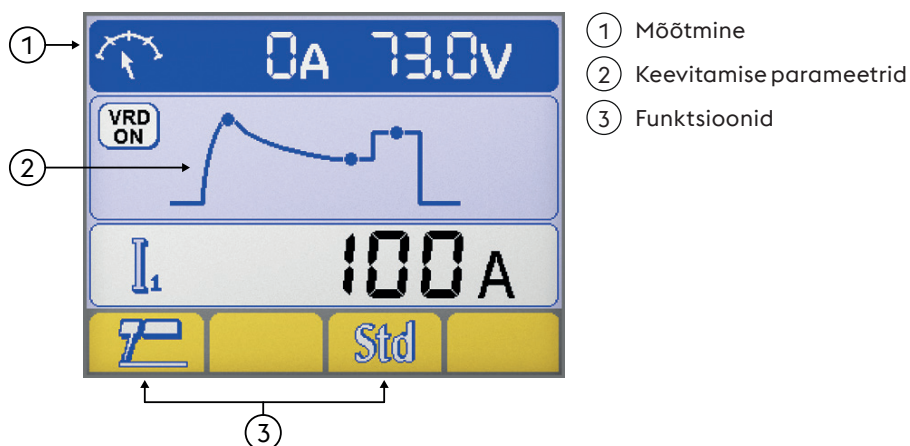 1 0A 73.0V
VRD
ON
2
I1 100A
Std
3
1 Mõõtmine
2 Keevitamise parameetrid
3 Funktsioonid